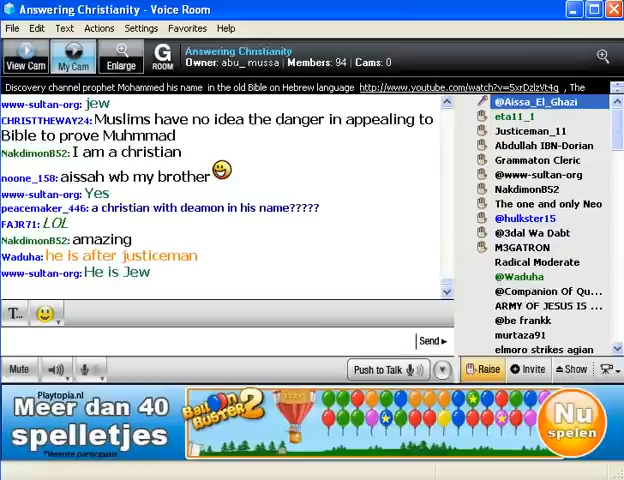 Answering Christianity - Voice Room
File Edit Text Actions Settings Favorites Help
View Cam My Cam Enlarge G ROOM
Answering Christianity
Owner: abu_ mussa | Members: 94 | Cams: 0
Discovery channel prophet Mohammed his name in the old Bible on Hebrew language http://www.youtube.com/watch?v=5xrDzlzVt4g , The
www-sultan-org: jew
CHRISTTHEWAY24: Muslims have no idea the danger in appealing to
Bible to prove Muhmmad
NakdimonB52: I am a christian
noone_158: aissah wb my brother
www-sultan-org: Yes
peacemaker_446: a christian with deamon in his name?????
FAJR71: LOL
NakdimonB52: amazing
Waduha: he is after justiceman
www-sultan-org: He is Jew
@Aissa_El_Ghazi
eta11_1
Justiceman_11
Abdullah IBN-Dorian
Grammaton Cleric
@www-sultan-org
NakdimonB52
The one and only Neo
@hulkster15
@3dal Wa Dabt
M3GATRON
Radical Moderate
@Waduha
@Companion Of Qu...
ARMY OF JESUS IS ...
@be frankk
murtaza91
elmoro strikes agian
T...
Send
Mute
Push to Talk
Raise Invite Show
Playtopia.nl
Meer dan 40
spelletjes
*Veemste participatie
Balloon Buster 2
Nu
spelen